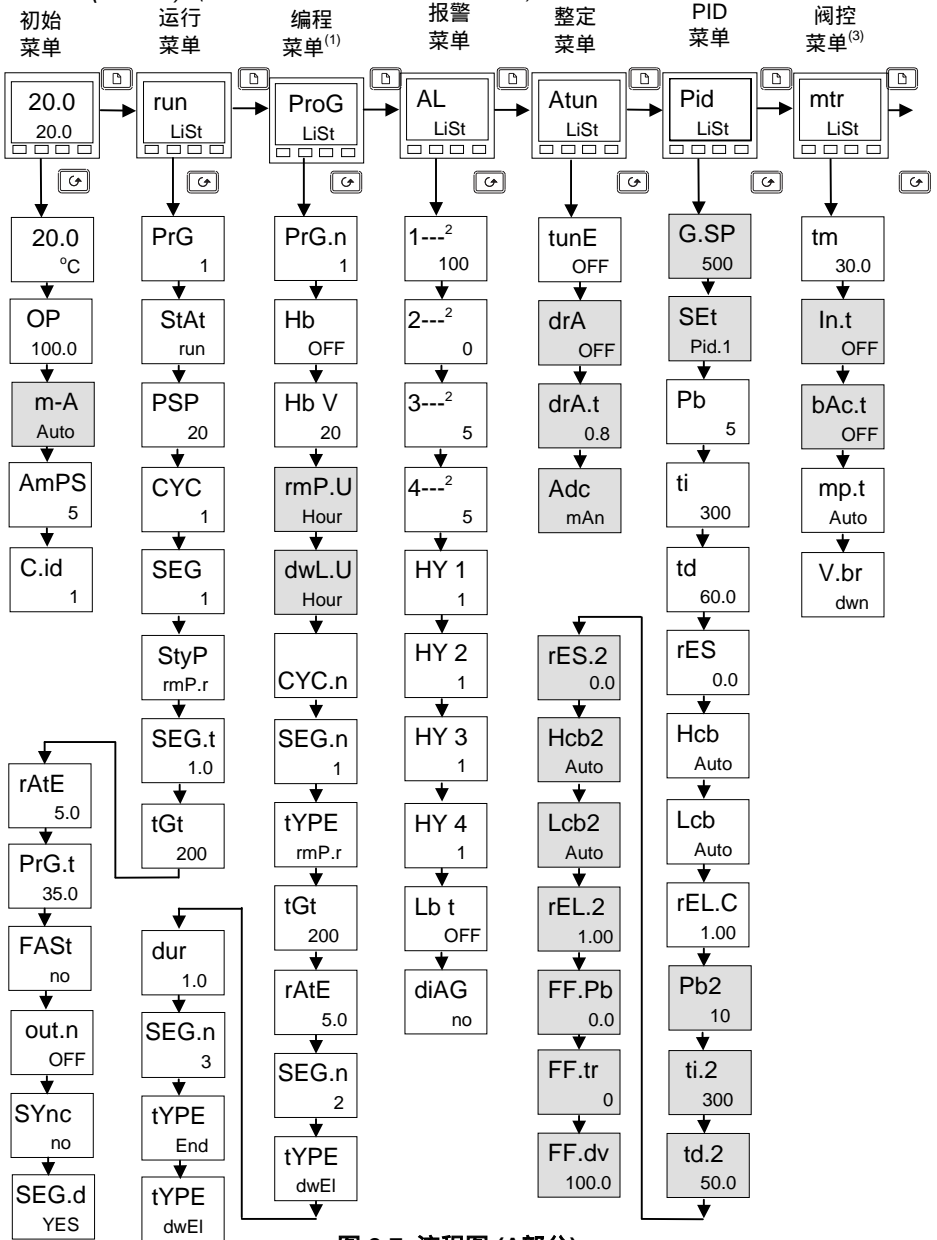 初始
菜单
运行
菜单
编程
菜单(1)
报警
菜单
整定
菜单
PID
菜单
阀控
菜单(3)
20.0
20.0
run
LiSt
ProG
LiSt
AL
LiSt
Atun
LiSt
Pid
LiSt
mtr
LiSt
20.0
°C
OP
100.0
m-A
Auto
AmPS
5
C.id
1
PrG
1
StAt
run
PSP
20
CYC
1
SEG
1
StyP
rmP.r
SEG.t
1.0
tGt
200
rAtE
5.0
PrG.t
35.0
FASt
no
out.n
OFF
SYnc
no
SEG.d
YES
PrG.n
1
Hb
OFF
Hb V
20
rmP.U
Hour
dwL.U
Hour
CYC.n
SEG.n
1
tYPE
rmP.r
tGt
200
rAtE
5.0
SEG.n
2
tYPE
dwEl
dur
1.0
SEG.n
3
tYPE
End
tYPE
dwEl
1---2
100
2---2
0
3---2
5
4---2
5
HY 1
1
HY 2
1
HY 3
1
HY 4
1
Lb t
OFF
diAG
no
tunE
OFF
drA
OFF
drA.t
0.8
Adc
mAn
G.SP
500
SEt
Pid.1
Pb
5
ti
300
td
60.0
rES
0.0
Hcb
Auto
Lcb
Auto
rEL.C
1.00
Pb2
10
ti.2
300
td.2
50.0
rES.2
0.0
Hcb2
Auto
Lcb2
Auto
rEL.2
1.00
FF.Pb
0.0
FF.tr
0
FF.dv
100.0
tm
30.0
In.t
OFF
bAc.t
OFF
mp.t
Auto
V.br
dwn